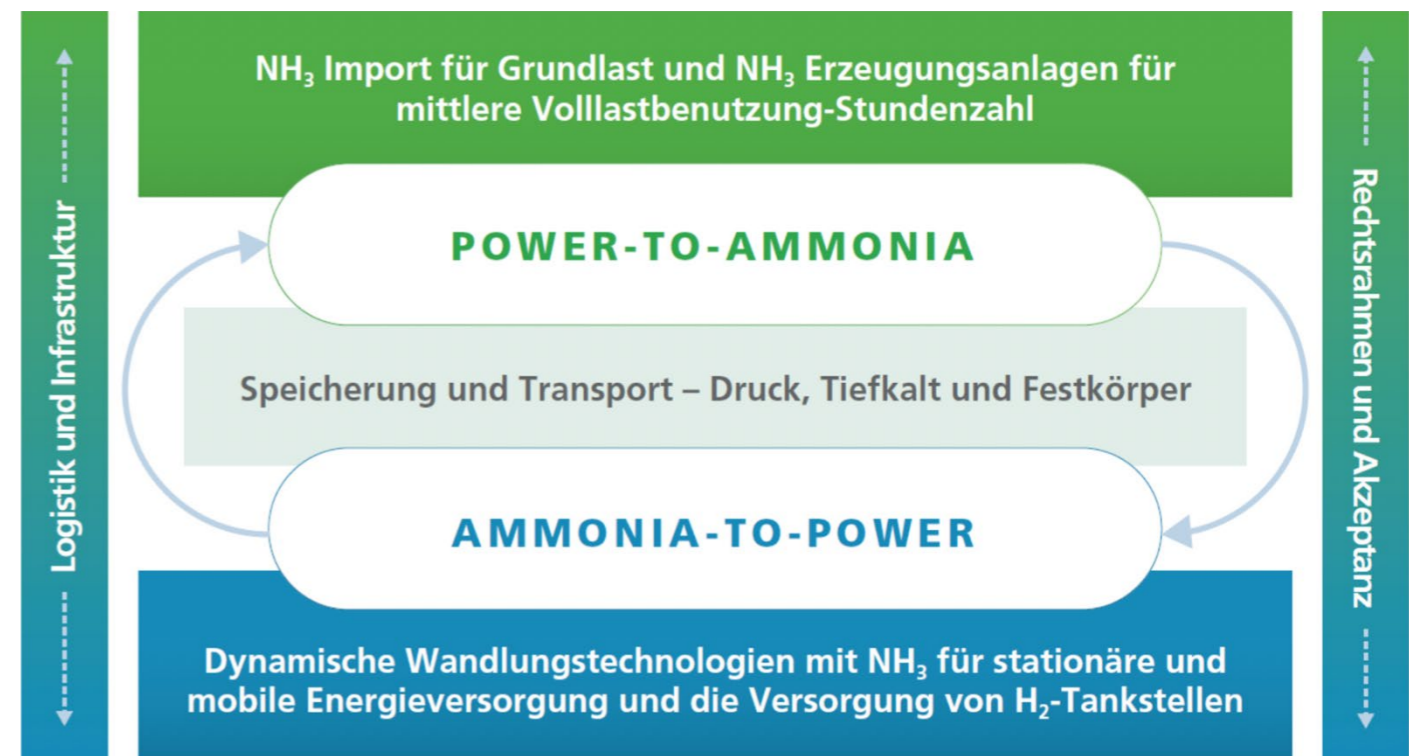 NH₃ Import für Grundlast und NH₃ Erzeugungsanlagen für
mittlere Volllastbenutzung-Stundenzahl
Logistik und Infrastruktur
POWER-TO-AMMONIA
Speicherung und Transport – Druck, Tiefkalt und Festkörper
AMMONIA-TO-POWER
Rechtsrahmen und Akzeptanz
Dynamische Wandlungstechnologien mit NH₃ für stationäre und
mobile Energieversorgung und die Versorgung von H₂-Tankstellen